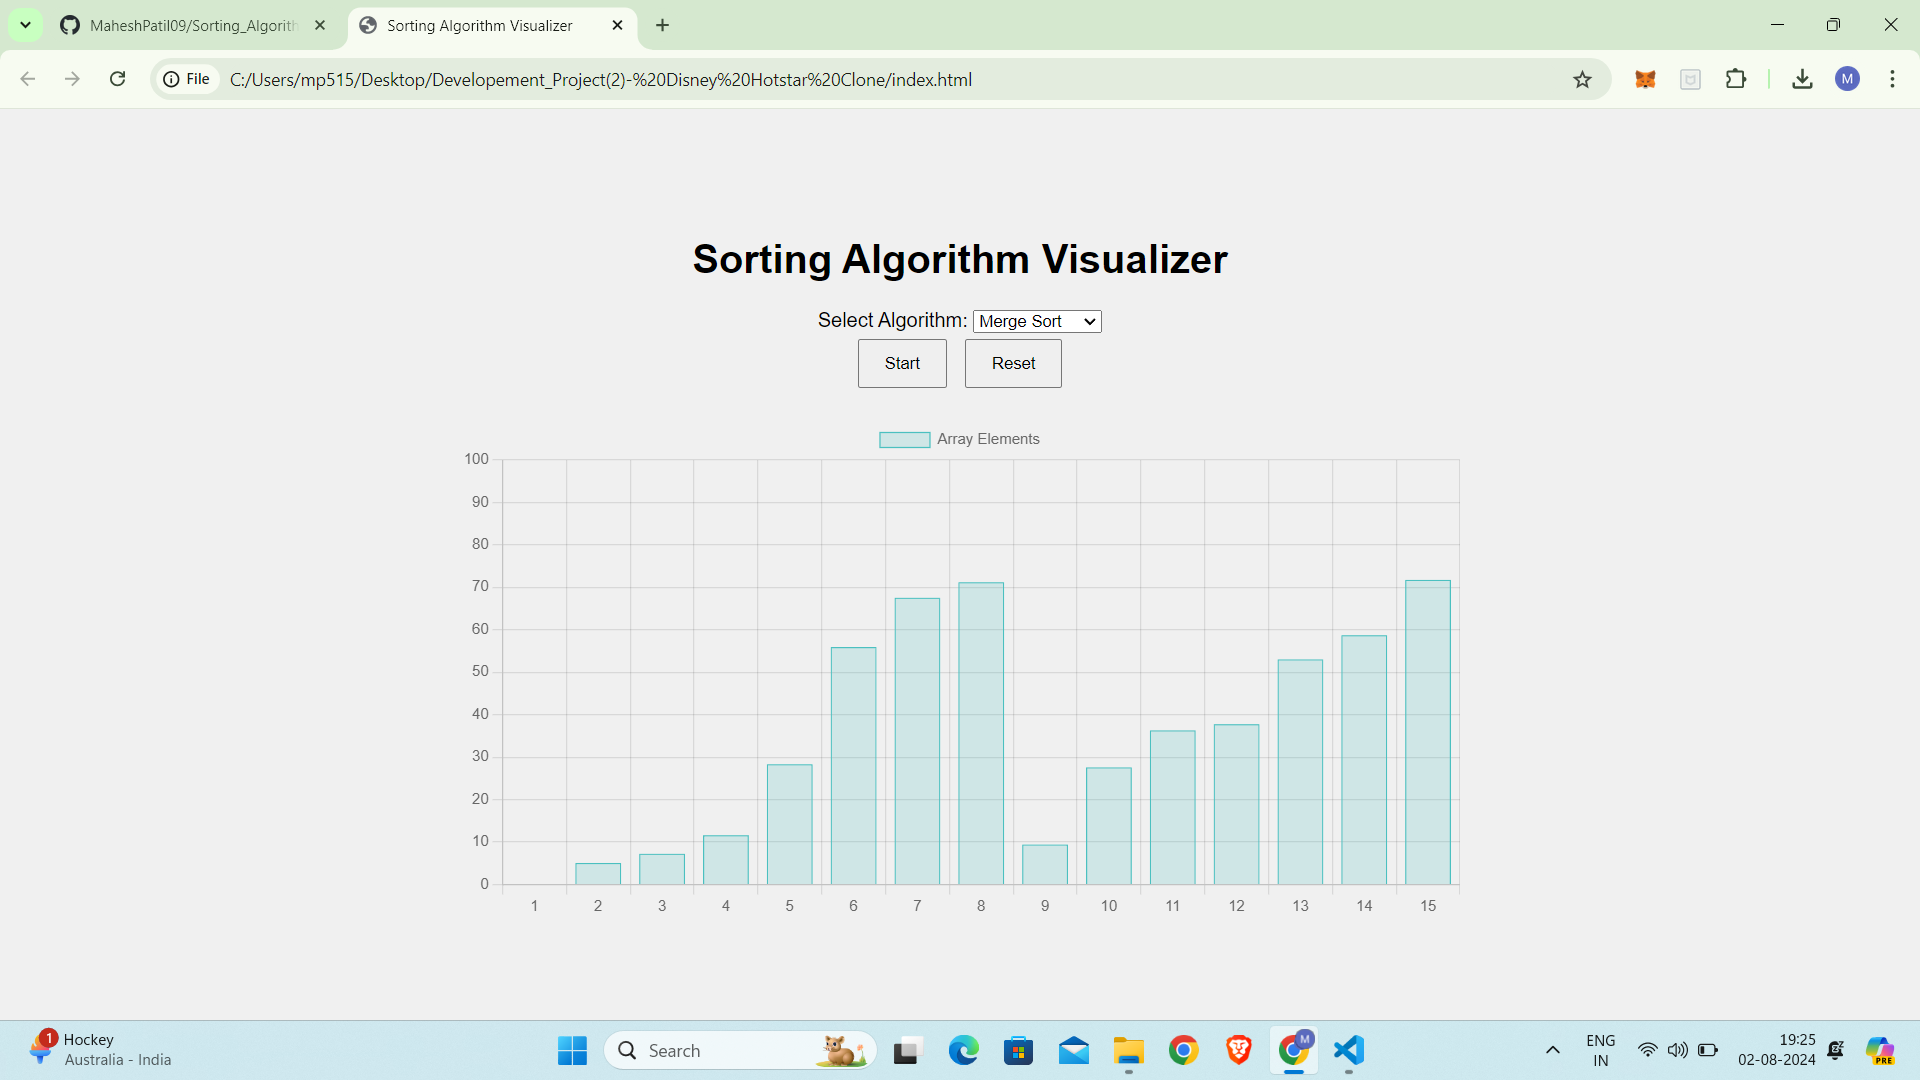 MaheshPatil09/Sorting_Algorith
Sorting Algorithm Visualizer
File
C:/Users/mp515/Desktop/Developement_Project(2)-%20Disney%20Hotstar%20Clone/index.html
M
Sorting Algorithm Visualizer
Select Algorithm: Merge Sort
Start Reset
Array Elements
100
90
80
70
60
50
40
30
20
10
0
1 2 3 4 5 6 7 8 9 10 11 12 13 14 15
1
Hockey
Australia - India
Search
M
ENG
IN
19:25
02-08-2024
PRE